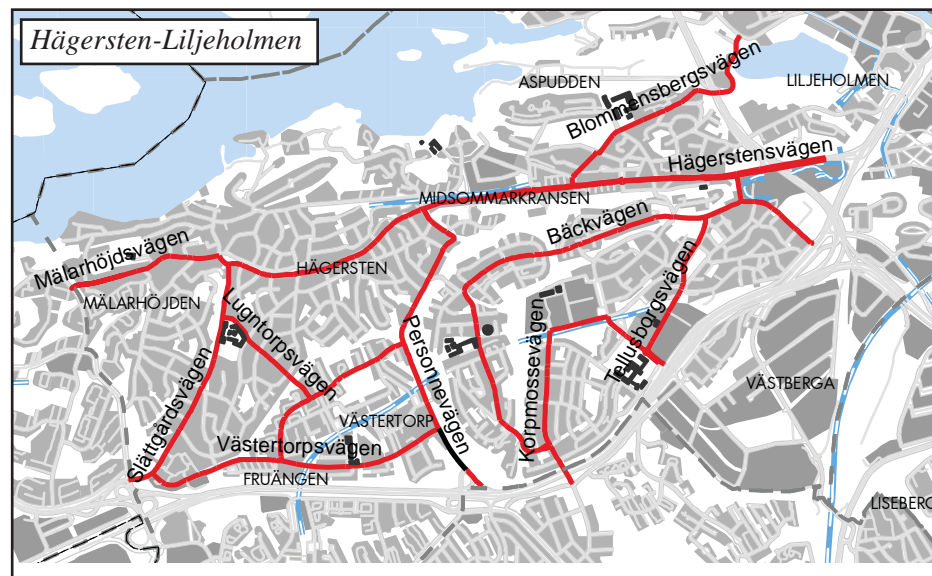 Hägersten-Liljeholmen
ASPUDDEN
LILJEHOLMEN
Blommensbergsvägen
Hägerstensvägen
MIDSOMMARKRANSEN
Bäckvägen
Mälarhöjdsvägen
HÄGERSTEN
MÄLARHÖJDEN
Lugntorpsvägen
Tellusborgsvägen
Personnevägen
Korpmossevägen
Slättgårdsvägen
VÄSTBERGA
VÄSTERTORP
Västertorpsvägen
FRUÄNGEN
LISEBERG